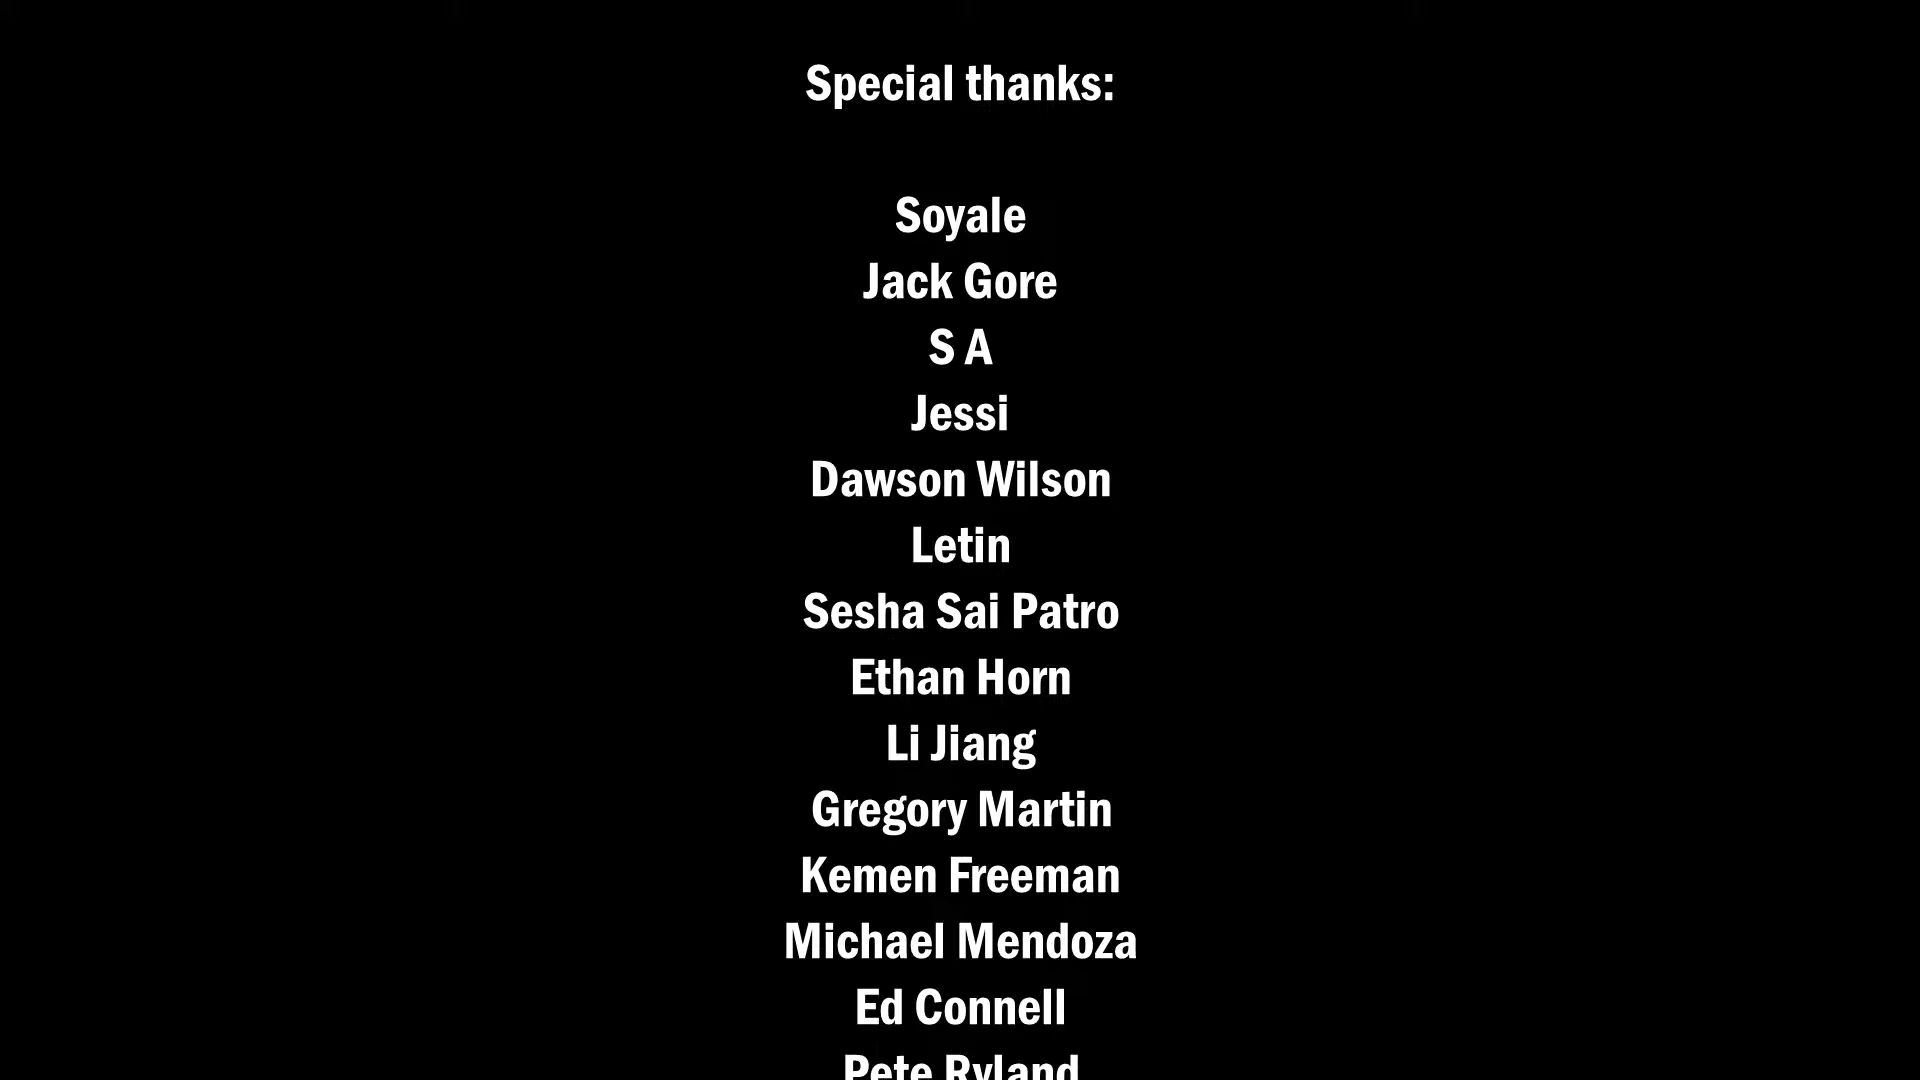 Special thanks:
Soyale
Jack Gore
S A
Jessi
Dawson Wilson
Letin
Sesha Sai Patro
Ethan Horn
Li Jiang
Gregory Martin
Kemen Freeman
Michael Mendoza
Ed Connell
Pete Ryland